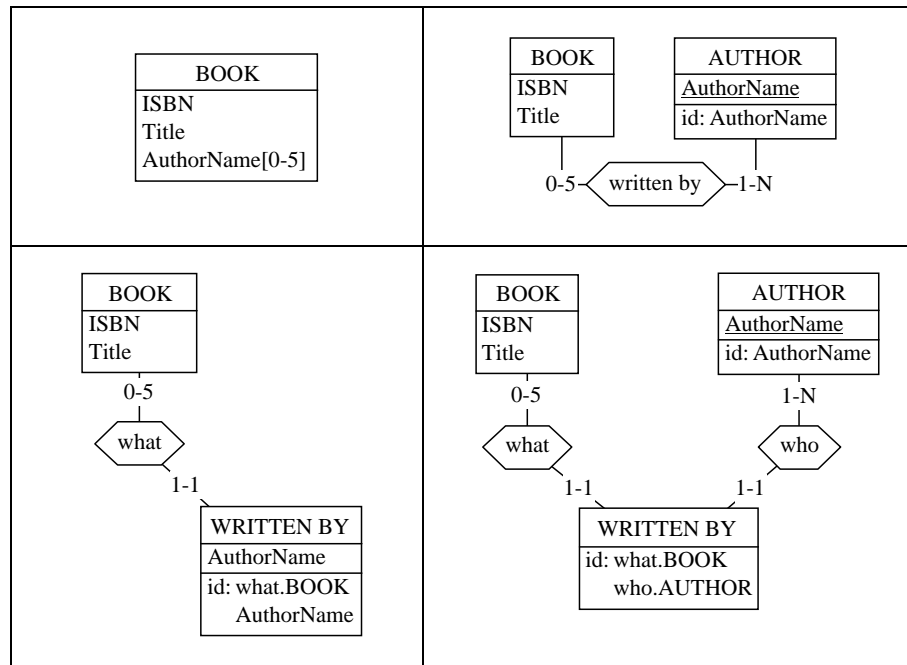 BOOK
ISBN
Title
AuthorName[0-5]
BOOK
ISBN
Title
AUTHOR
AuthorName
id: AuthorName
0-5
written by
1-N
BOOK
ISBN
Title
0-5
what
1-1
WRITTEN BY
AuthorName
id: what.BOOK
AuthorName
BOOK
ISBN
Title
AUTHOR
AuthorName
id: AuthorName
0-5
1-N
what
who
1-1
1-1
WRITTEN BY
id: what.BOOK
who.AUTHOR